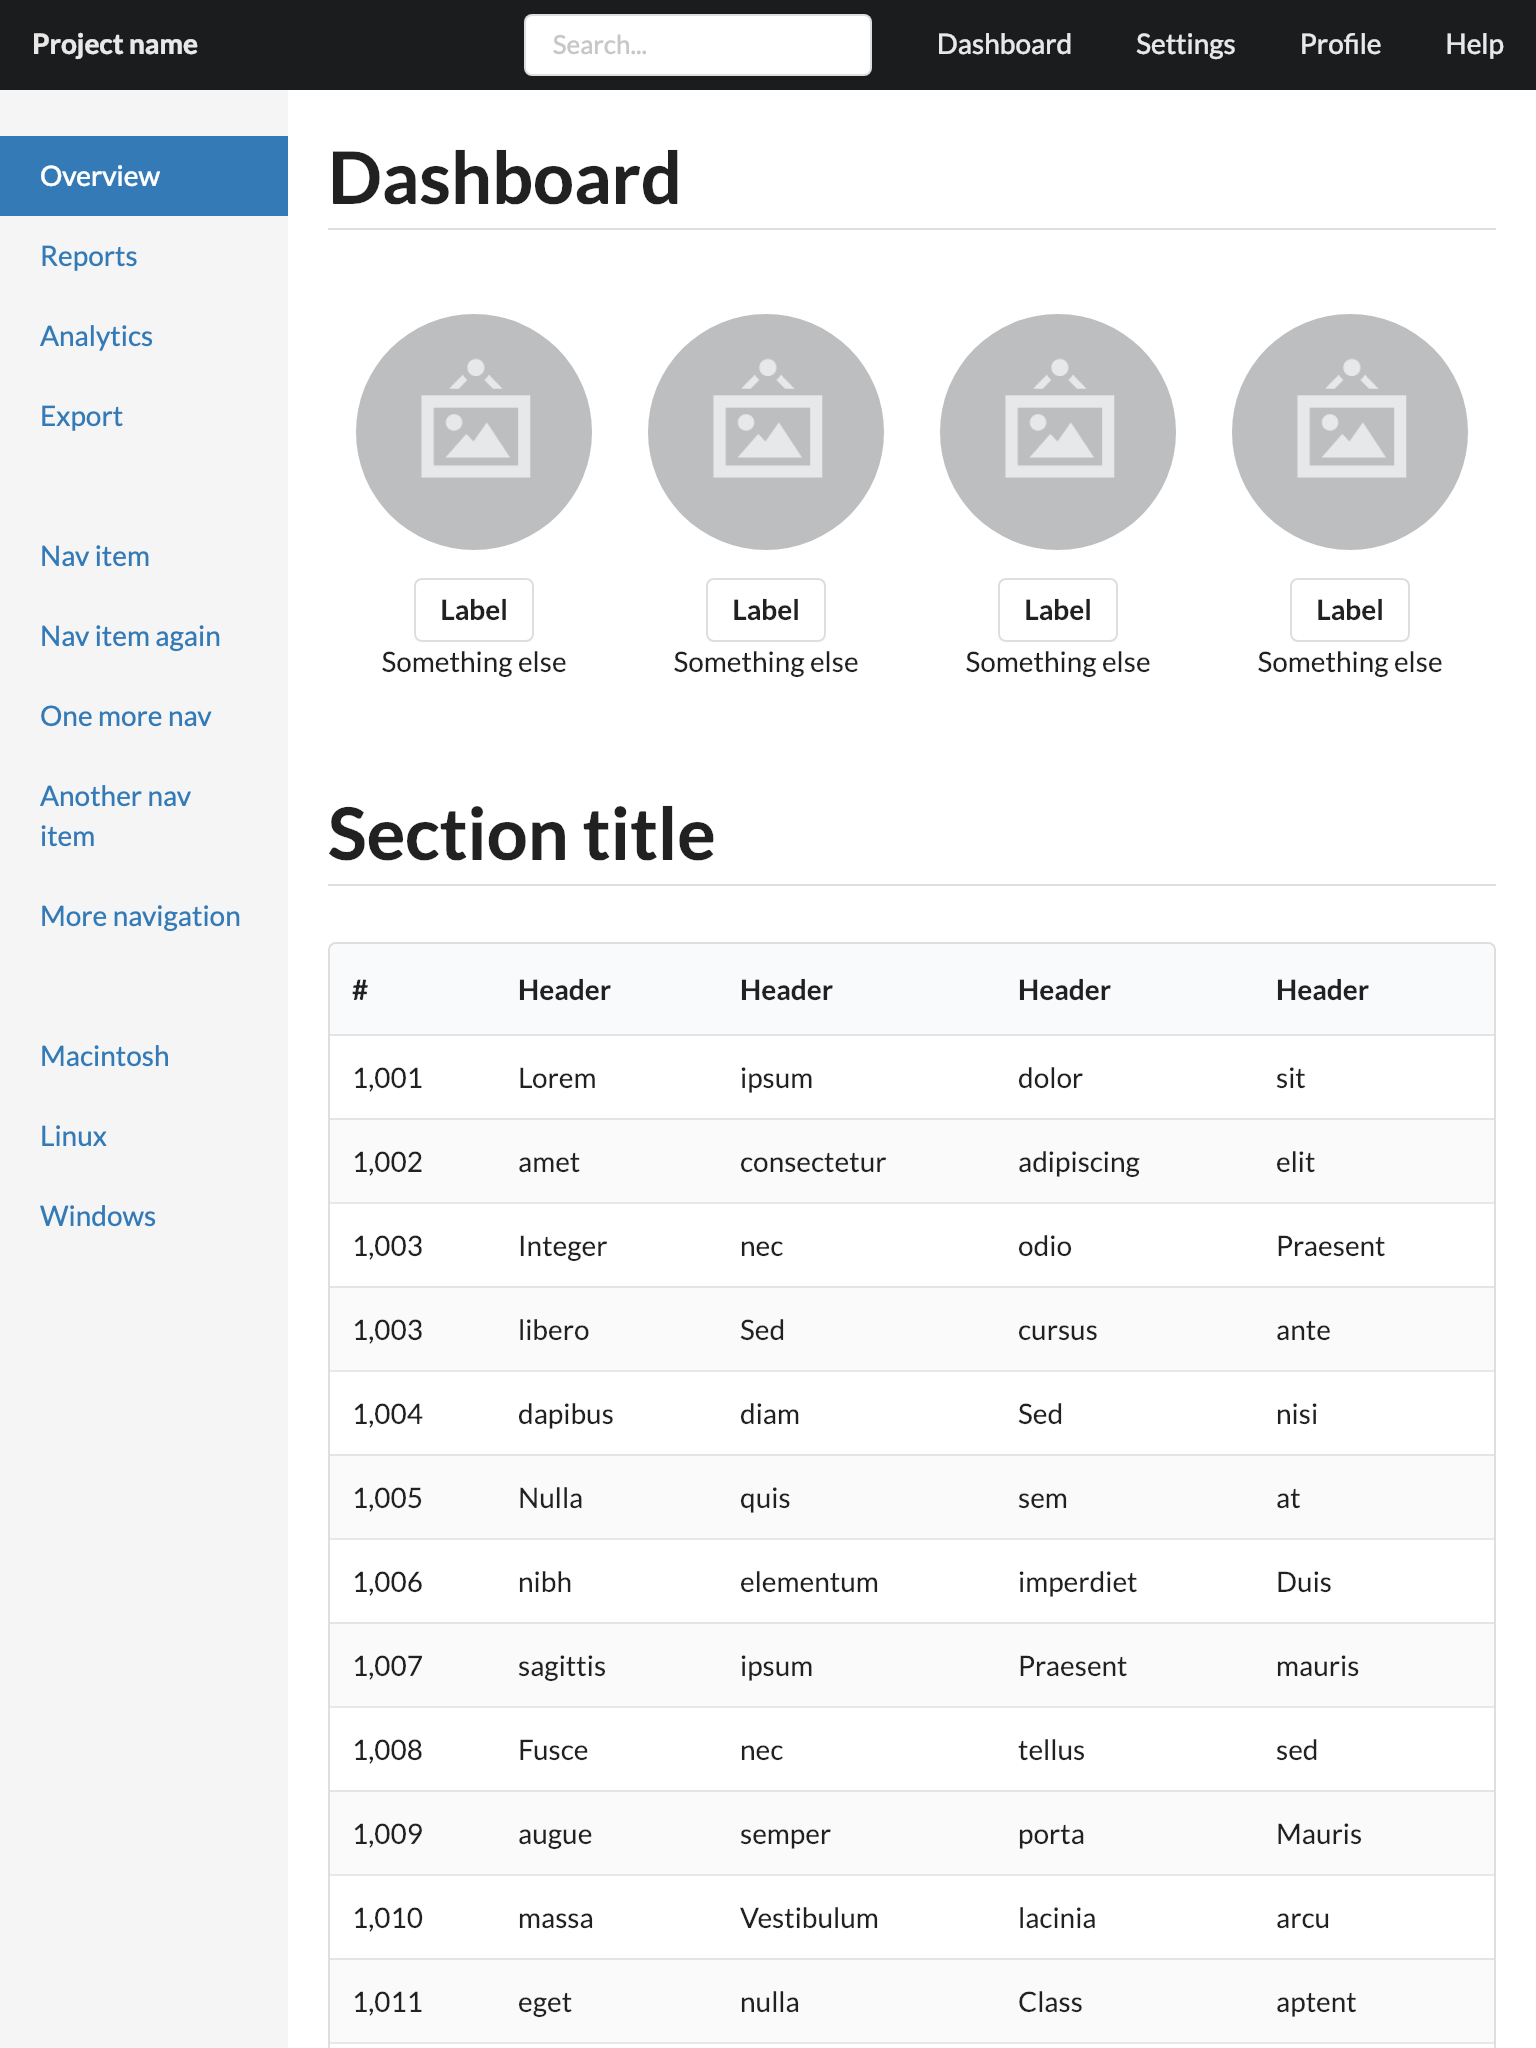 Project name
Search...
Dashboard
Settings
Profile
Help
Overview
Reports
Analytics
Export
Nav item
Nav item again
One more nav
Another nav
item
More navigation
Macintosh
Linux
Windows
Dashboard
Label Label Label Label
Something else Something else Something else Something else
Section title
# Header Header Header Header
1,001 Lorem ipsum dolor sit
1,002 amet consectetur adipiscing elit
1,003 Integer nec odio Praesent
1,003 libero Sed cursus ante
1,004 dapibus diam Sed nisi
1,005 Nulla quis sem at
1,006 nibh elementum imperdiet Duis
1,007 sagittis ipsum Praesent mauris
1,008 Fusce nec tellus sed
1,009 augue semper porta Mauris
1,010 massa Vestibulum lacinia arcu
1,011 eget nulla Class aptent